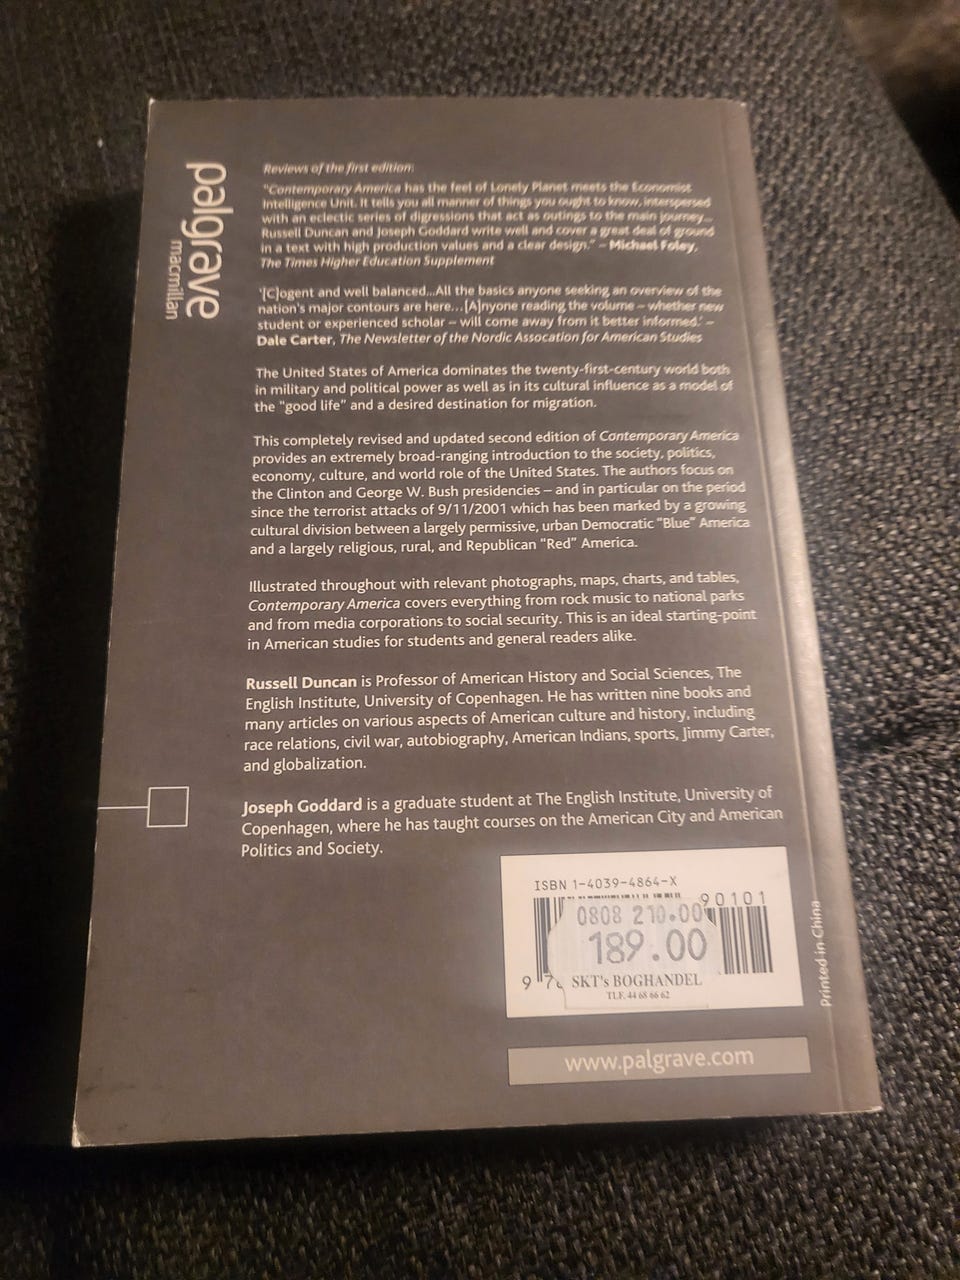 palgrave
macmillan
Reviews of the first edition:
"Contemporary America has the feel of Lonely Planet meets the Economist
Intelligence Unit. It tells you all manner of things you ought to know, interspersed
with an eclectic series of digressions that act as outings to the main journey...
Russell Duncan and Joseph Goddard write well and cover a great deal of ground
in a text with high production values and a clear design." – Michael Foley,
The Times Higher Education Supplement
'[C]ogent and well balanced...All the basics anyone seeking an overview of the
nation's major contours are here...[A]nyone reading the volume – whether new
student or experienced scholar – will come away from it better informed.' –
Dale Carter, The Newsletter of the Nordic Assocation for American Studies
The United States of America dominates the twenty-first-century world both
in military and political power as well as in its cultural influence as a model of
the "good life" and a desired destination for migration.
This completely revised and updated second edition of Contemporary America
provides an extremely broad-ranging introduction to the society, politics,
economy, culture, and world role of the United States. The authors focus on
the Clinton and George W. Bush presidencies – and in particular on the period
since the terrorist attacks of 9/11/2001 which has been marked by a growing
cultural division between a largely permissive, urban Democratic "Blue" America
and a largely religious, rural, and Republican "Red" America.
Illustrated throughout with relevant photographs, maps, charts, and tables,
Contemporary America covers everything from rock music to national parks
and from media corporations to social security. This is an ideal starting-point
in American studies for students and general readers alike.
Russell Duncan is Professor of American History and Social Sciences, The
English Institute, University of Copenhagen. He has written nine books and
many articles on various aspects of American culture and history, including
race relations, civil war, autobiography, American Indians, sports, Jimmy Carter,
and globalization.
Joseph Goddard is a graduate student at The English Institute, University of
Copenhagen, where he has taught courses on the American City and American
Politics and Society.
ISBN 1-4039-4864-X
90101
0808 210.00
189.00
9
SKT's BOGHANDEL
TLF. 44 68 66 62
Printed in China
www.palgrave.com